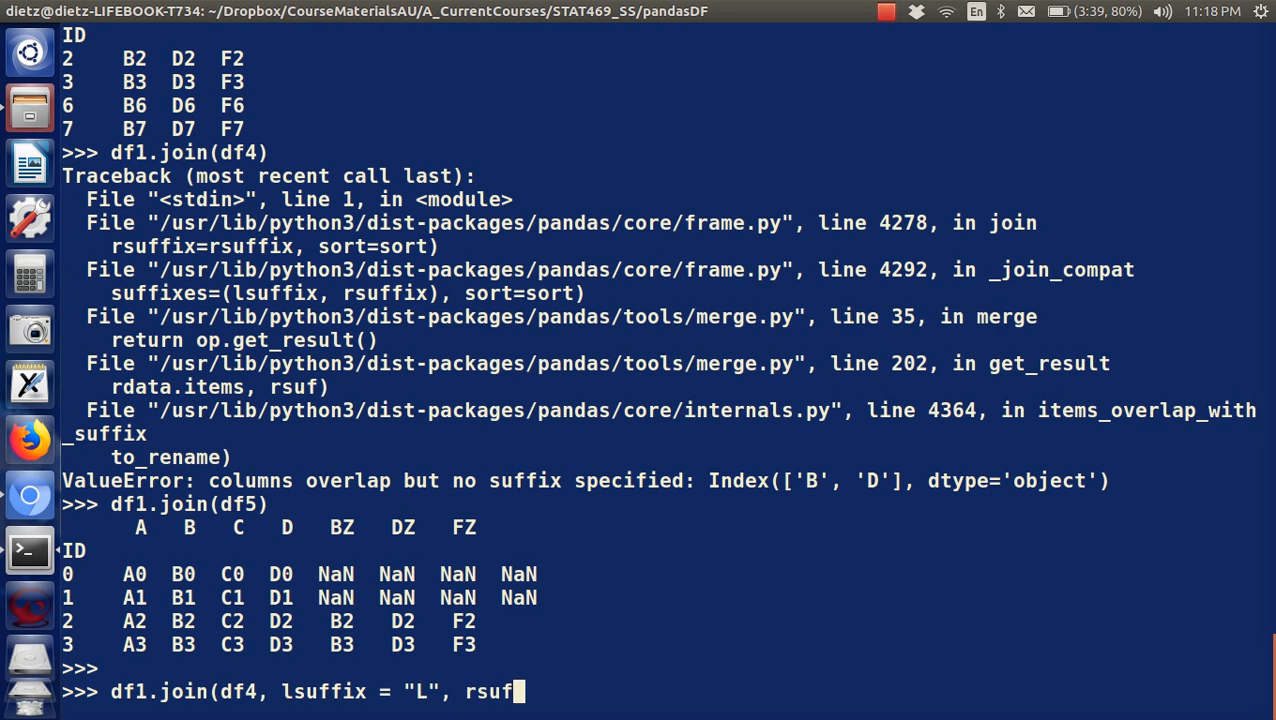 dietz@dietz-LIFEBOOK-T734: ~/Dropbox/CourseMaterialsAU/A_CurrentCourses/STAT469_SS/pandasDF En (3:39, 80%) 11:18 PM
ID
2 B2 D2 F2
3 B3 D3 F3
6 B6 D6 F6
7 B7 D7 F7
>>> df1.join(df4)
Traceback (most recent call last):
File "<stdin>", line 1, in <module>
File "/usr/lib/python3/dist-packages/pandas/core/frame.py", line 4278, in join
rsuffix=rsuffix, sort=sort)
File "/usr/lib/python3/dist-packages/pandas/core/frame.py", line 4292, in _join_compat
suffixes=(lsuffix, rsuffix), sort=sort)
File "/usr/lib/python3/dist-packages/pandas/tools/merge.py", line 35, in merge
return op.get_result()
File "/usr/lib/python3/dist-packages/pandas/tools/merge.py", line 202, in get_result
rdata.items, rsuf)
File "/usr/lib/python3/dist-packages/pandas/core/internals.py", line 4364, in items_overlap_with
_suffix
to_rename)
ValueError: columns overlap but no suffix specified: Index(['B', 'D'], dtype='object')
>>> df1.join(df5)
A B C D BZ DZ FZ
ID
0 A0 B0 C0 D0 NaN NaN NaN NaN
1 A1 B1 C1 D1 NaN NaN NaN NaN
2 A2 B2 C2 D2 B2 D2 F2
3 A3 B3 C3 D3 B3 D3 F3
>>>
>>> df1.join(df4, lsuffix = "L", rsuf